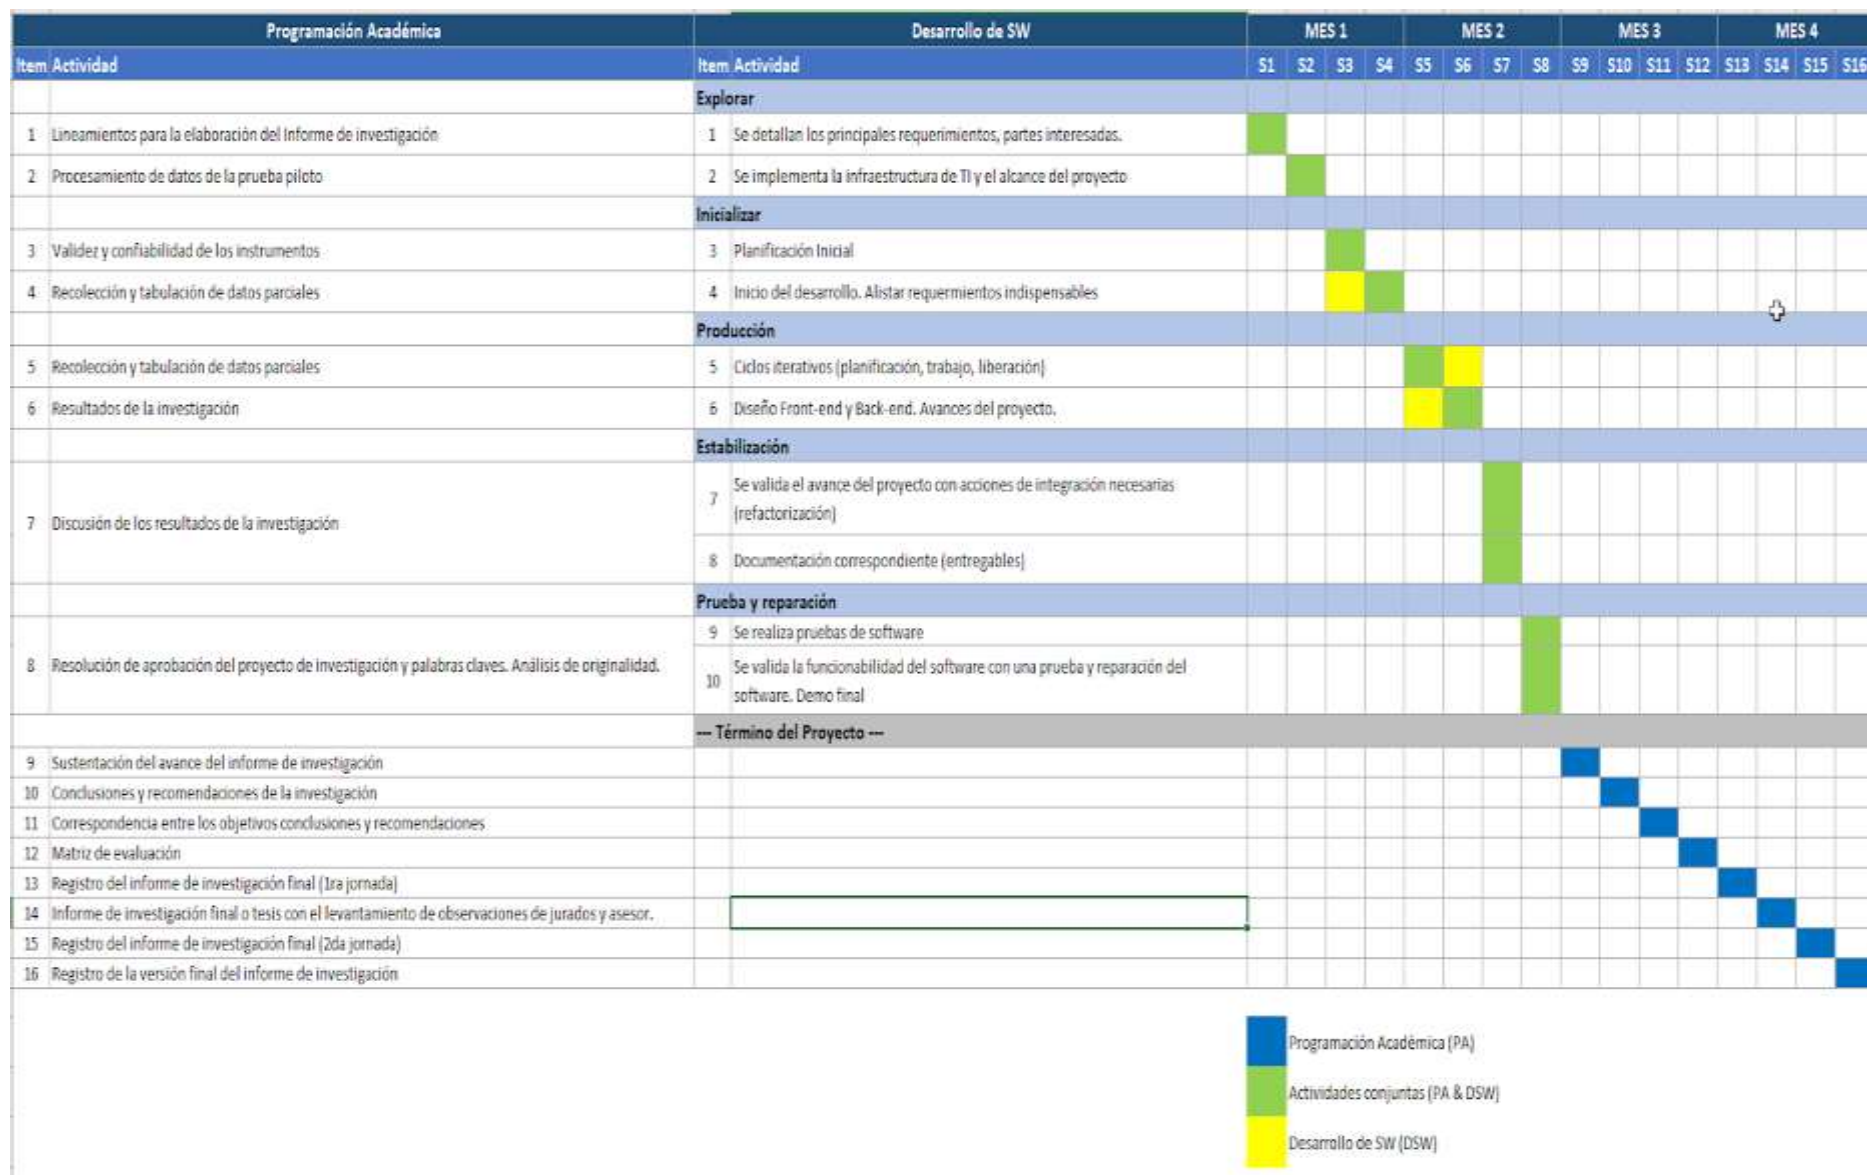 Programación Académica Desarrollo de SW MES 1 MES 2 MES 3 MES 4
Item Actividad Item Actividad S1 S2 S3 S4 S5 S6 S7 S8 S9 S10 S11 S12 S13 S14 S15 S16
Explorar
1 Lineamientos para la elaboración del Informe de investigación 1 Se detallan los principales requerimientos, partes interesadas.
2 Procesamiento de datos de la prueba piloto 2 Se implementa la infraestructura de TI y el alcance del proyecto
Inicializar
3 Validez y confiabilidad de los instrumentos 3 Planificación Inicial
4 Recolección y tabulación de datos parciales 4 Inicio del desarrollo. Alistar requermientos indispensables
Producción
5 Recolección y tabulación de datos parciales 5 Ciclos iterativos (planificación, trabajo, liberación)
6 Resultados de la investigación 6 Diseño Front-end y Back-end. Avances del proyecto.
Estabilización
7 Discusión de los resultados de la investigación
7 Se valida el avance del proyecto con acciones de integración necesarias
(refactorización)
8 Documentación correspondiente (entregables)
Prueba y reparación
8 Resolución de aprobación del proyecto de investigación y palabras claves. Análisis de originalidad.
9 Se realiza pruebas de software
10 Se valida la funcionabilidad del software con una prueba y reparación del
software. Demo final
--- Término del Proyecto ---
9 Sustentación del avance del informe de investigación
10 Conclusiones y recomendaciones de la investigación
11 Correspondencia entre los objetivos conclusiones y recomendaciones
12 Matriz de evaluación
13 Registro del informe de investigación final (1ra jornada)
14 Informe de investigación final o tesis con el levantamiento de observaciones de jurados y asesor.
15 Registro del informe de investigación final (2da jornada)
16 Registro de la versión final del informe de investigación
Programación Académica (PA)
Actividades conjuntas (PA & DSW)
Desarrollo de SW (DSW)